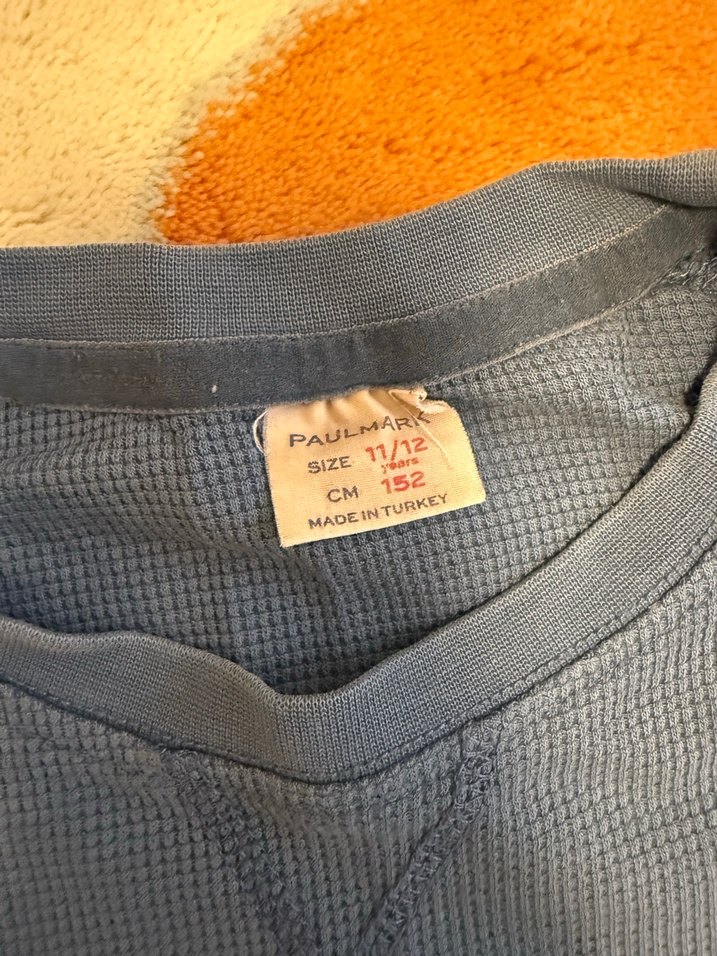 PAULMARK
SIZE 11/12
years
CM 152
MADE IN TURKEY